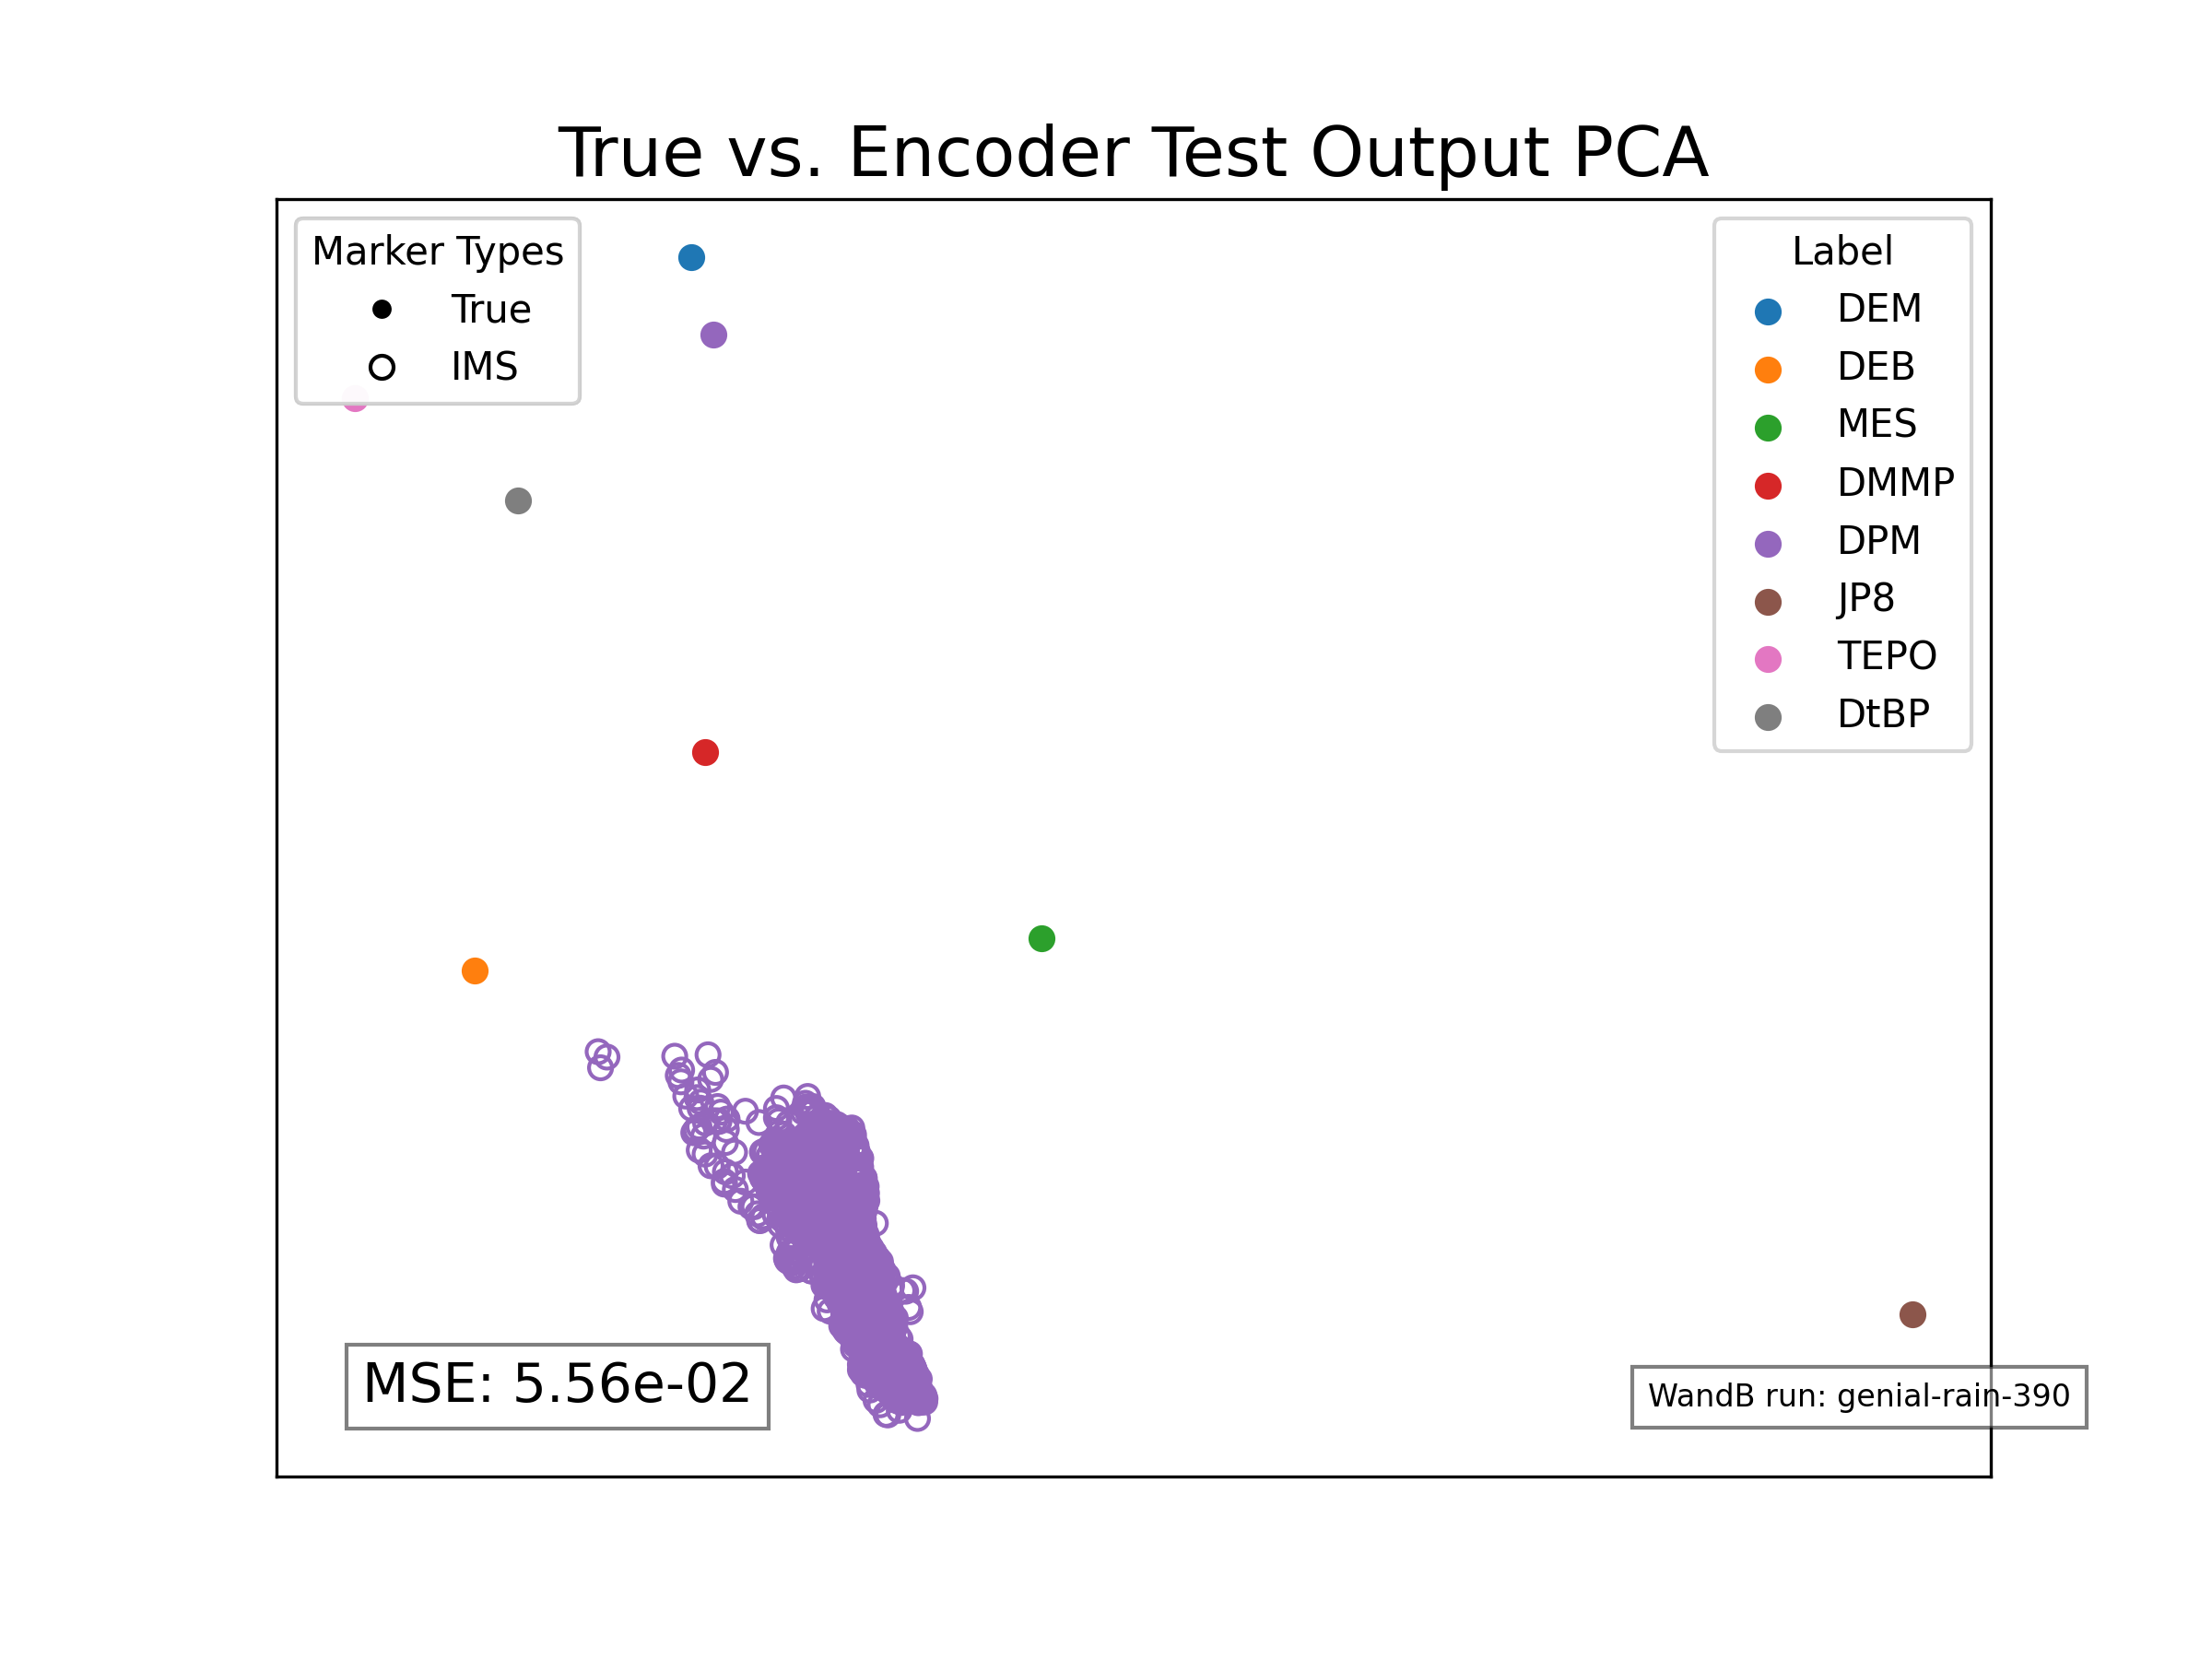 True vs. Encoder Test Output PCA
Marker Types
True
IMS
Label
DEM
DEB
MES
DMMP
DPM
JP8
TEPO
DtBP
MSE: 5.56e-02
WandB run: genial-rain-390